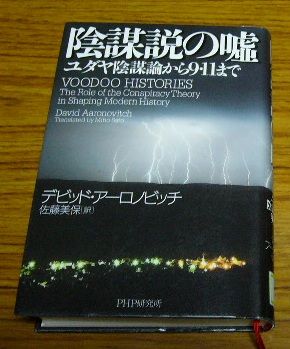 陰謀説の嘘
ユダヤ陰謀論から9・11まで
VOODOO HISTORIES
The Role of the Conspiracy Theory
in Shaping Modern History
David Aaronovitch
Translated by Miho Sato
デビッド・アーロノビッチ
佐藤美保(訳)
PHP研究所